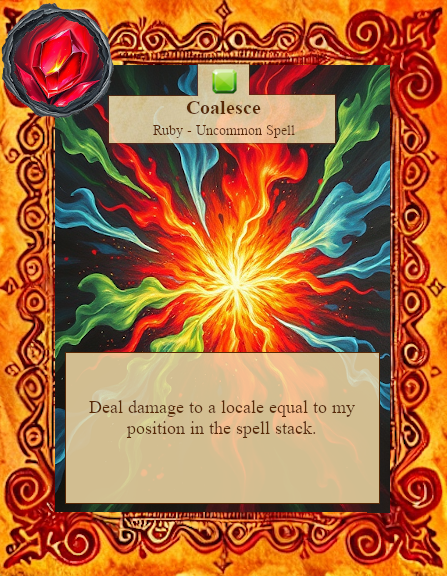 Coalesce
Ruby - Uncommon Spell
Deal damage to a locale equal to my
position in the spell stack.